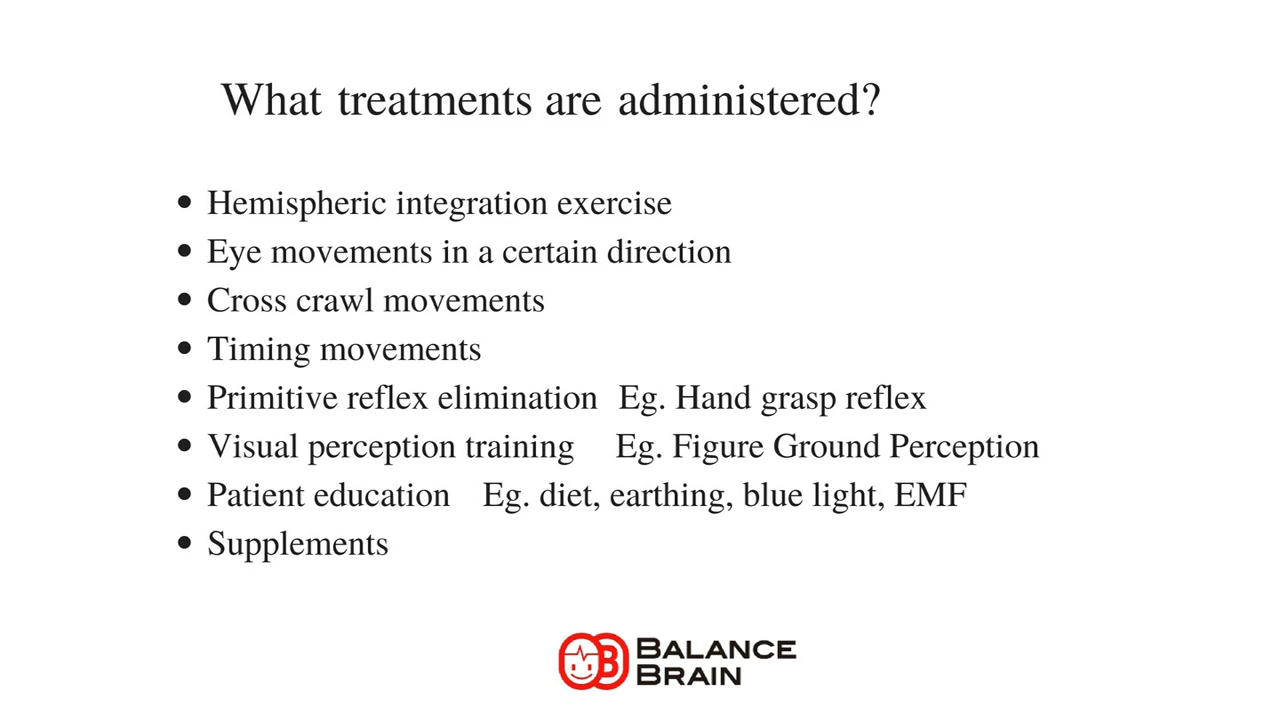 What treatments are administered?
• Hemispheric integration exercise
• Eye movements in a certain direction
• Cross crawl movements
• Timing movements
• Primitive reflex elimination Eg. Hand grasp reflex
• Visual perception training Eg. Figure Ground Perception
• Patient education Eg. diet, earthing, blue light, EMF
• Supplements
B BALANCE
BRAIN